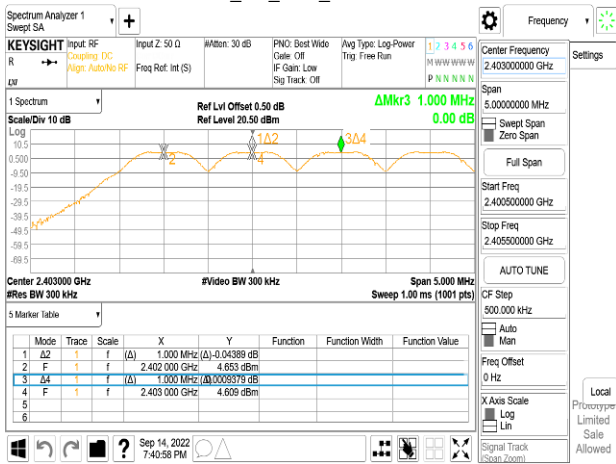 Spectrum Analyzer 1
Swept SA
Frequency
KEYSIGHT
R
Input: RF
Coupling: DC
Align: Auto/No RF
Input Z: 50 Ω
Freq Ref: Int (S)
#Atten: 30 dB
PNO: Best Wide
Gate: Off
IF Gain: Low
Sig Track: Off
Avg Type: Log-Power
Trig: Free Run
1 2 3 4 5 6
M W W W W W
P N N N N N
Center Frequency
2.403000000 GHz
Settings
Span
5.00000000 MHz
Swept Span
Zero Span
Full Span
Start Freq
2.400500000 GHz
Stop Freq
2.405500000 GHz
AUTO TUNE
CF Step
500.000 kHz
Auto
Man
Freq Offset
0 Hz
X Axis Scale
Log
Lin
Signal Track
(Span Zoom)
Local
Prototype
Limited
Sale
Allowed
1 Spectrum
Scale/Div 10 dB
Ref Lvl Offset 0.50 dB
Ref Level 20.50 dBm
ΔMkr3 1.000 MHz
0.00 dB
Log
10.5
0.500
-9.50
-19.5
-29.5
-39.5
-49.5
-59.5
-69.5
2
1Δ2
4
3Δ4
Center 2.403000 GHz
#Video BW 300 kHz
Span 5.000 MHz
#Res BW 300 kHz
Sweep 1.00 ms (1001 pts)
5 Marker Table
Mode Trace Scale X Y Function Function Width Function Value
1 Δ2 1 f (Δ) 1.000 MHz (Δ) -0.04389 dB
2 F 1 f 2.402 000 GHz 4.653 dBm
3 Δ4 1 f (Δ) 1.000 MHz (Δ) 0.0009379 dB
4 F 1 f 2.403 000 GHz 4.609 dBm
5
6
?
Sep 14, 2022
7:40:58 PM